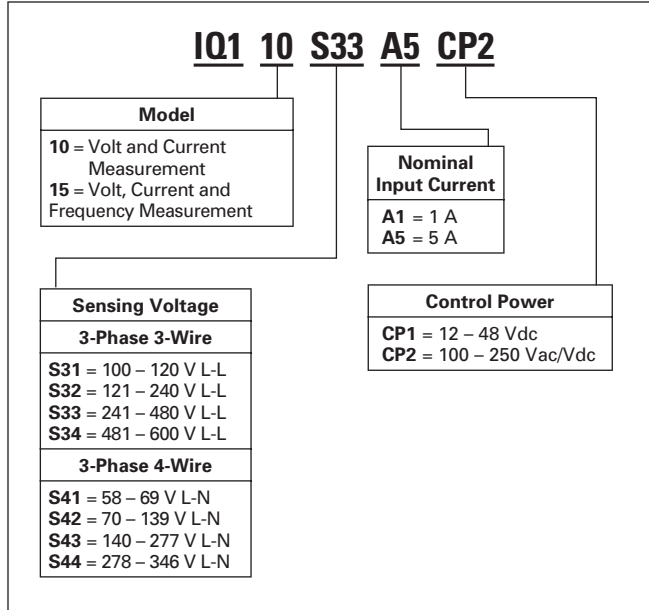 IQ1 10 S33 A5 CP2
Model
10 = Volt and Current
Measurement
15 = Volt, Current and
Frequency Measurement
Nominal
Input Current
A1 = 1 A
A5 = 5 A
Sensing Voltage
3-Phase 3-Wire
S31 = 100 – 120 V L-L
S32 = 121 – 240 V L-L
S33 = 241 – 480 V L-L
S34 = 481 – 600 V L-L
3-Phase 4-Wire
S41 = 58 – 69 V L-N
S42 = 70 – 139 V L-N
S43 = 140 – 277 V L-N
S44 = 278 – 346 V L-N
Control Power
CP1 = 12 – 48 Vdc
CP2 = 100 – 250 Vac/Vdc